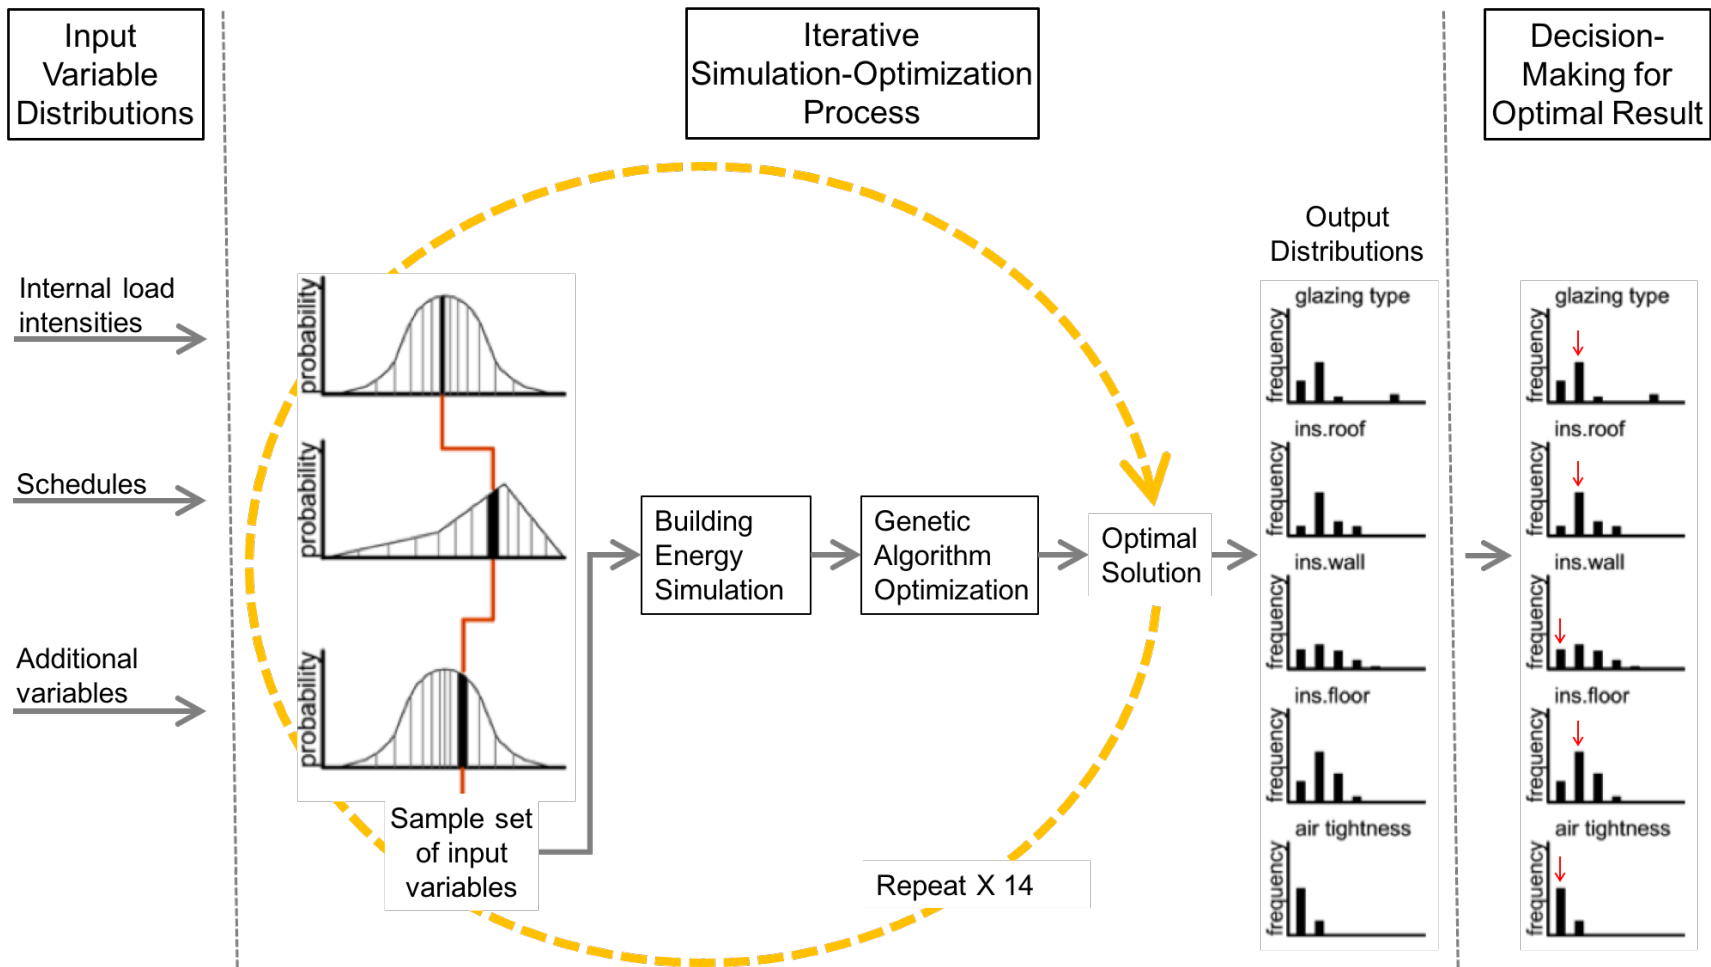 Input
Variable
Distributions
Iterative
Simulation-Optimization
Process
Decision-
Making for
Optimal Result
Internal load
intensities
Schedules
Additional
variables
probability
probability
probability
Sample set
of input
variables
Building
Energy
Simulation
Genetic
Algorithm
Optimization
Optimal
Solution
Repeat X 14
Output
Distributions
glazing type
frequency
ins.roof
frequency
ins.wall
frequency
ins.floor
frequency
air tightness
frequency
glazing type
frequency
ins.roof
frequency
ins.wall
frequency
ins.floor
frequency
air tightness
frequency